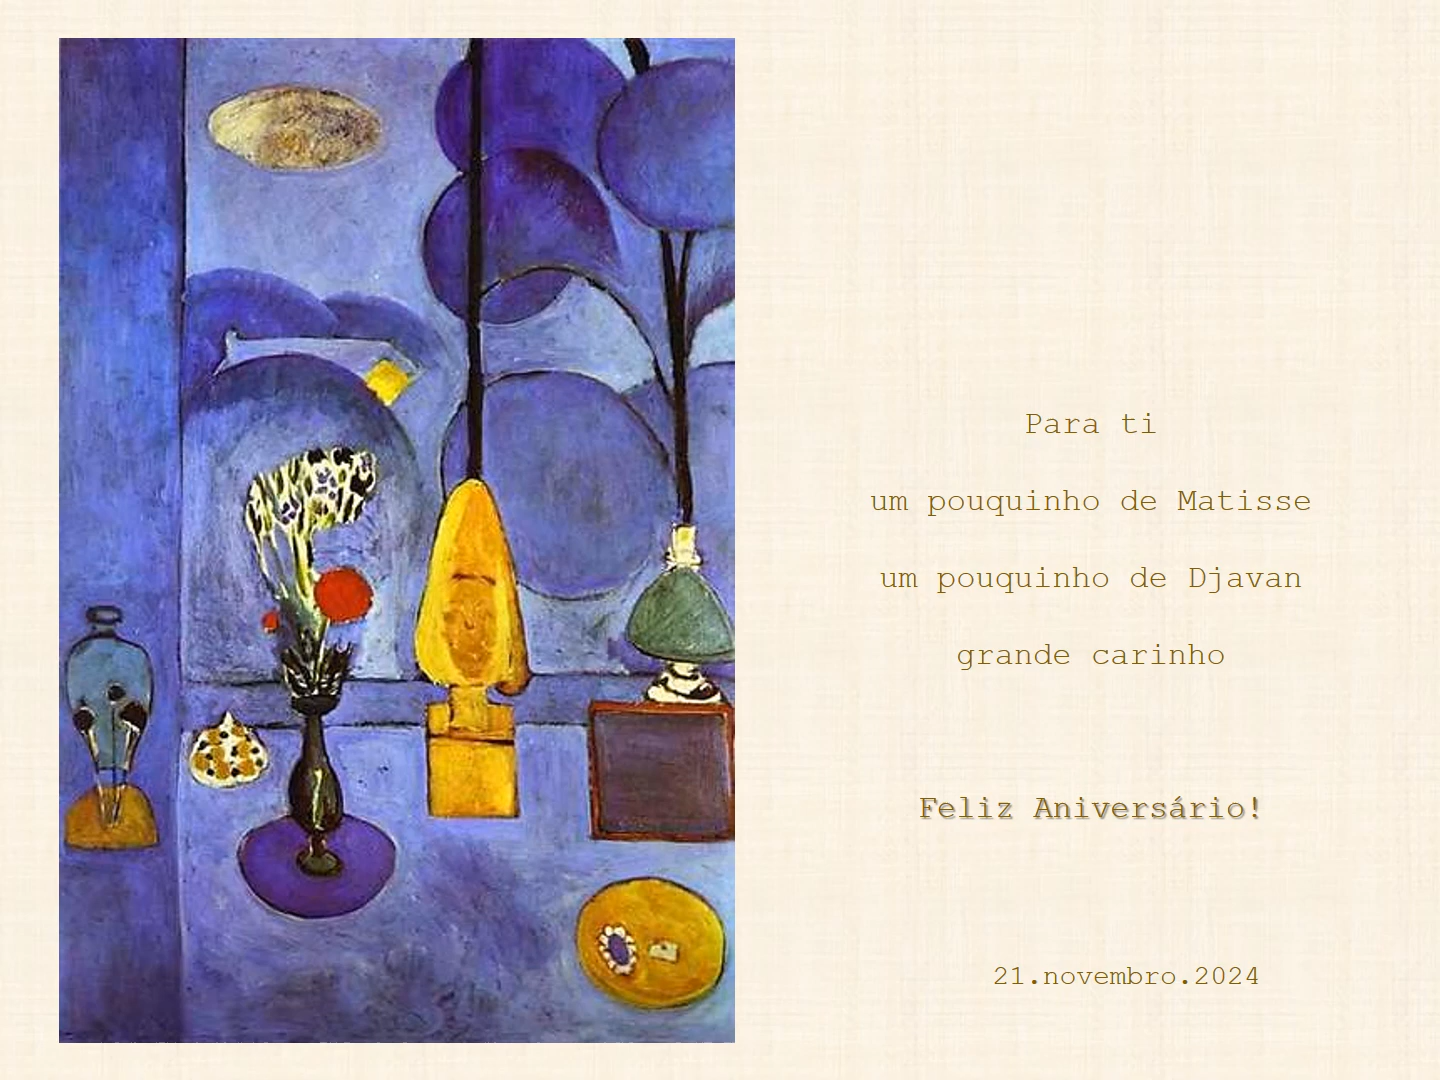 Para ti
um pouquinho de Matisse
um pouquinho de Djavan
grande carinho
Feliz Aniversário!
21.novembro.2024